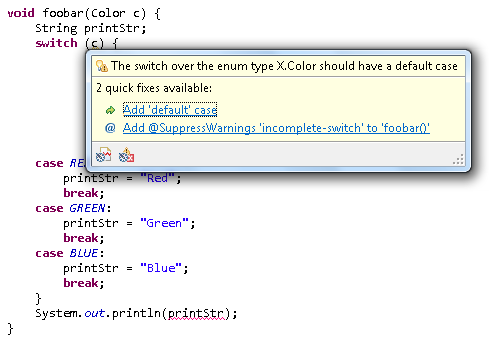 void foobar(Color c) {
String printStr;
switch (c) {
The switch over the enum type X.Color should have a default case
2 quick fixes available:
Add 'default' case
@ Add @SuppressWarnings 'incomplete-switch' to 'foobar()'
case
printStr = "Red";
break;
case GREEN:
printStr = "Green";
break;
case BLUE:
printStr = "Blue";
break;
}
System.out.println(printStr);
}